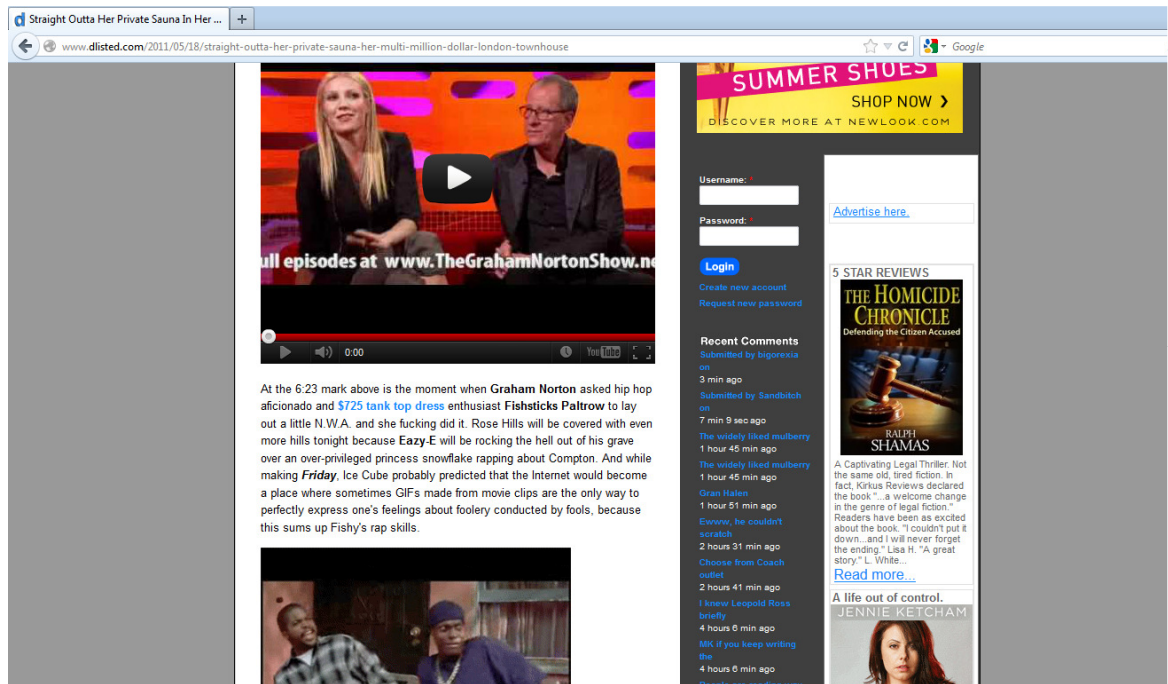 Straight Outta Her Private Sauna In Her ...
+
www.dlisted.com/2011/05/18/straight-outta-her-private-sauna-her-multi-million-dollar-london-townhouse
Google
ull episodes at www.TheGrahamNortonShow.ne
0:00
YouTube
At the 6:23 mark above is the moment when Graham Norton asked hip hop
aficionado and $725 tank top dress enthusiast Fishsticks Paltrow to lay
out a little N.W.A. and she fucking did it. Rose Hills will be covered with even
more hills tonight because Eazy-E will be rocking the hell out of his grave
over an over-privileged princess snowflake rapping about Compton. And while
making Friday, Ice Cube probably predicted that the Internet would become
a place where sometimes GIFs made from movie clips are the only way to
perfectly express one's feelings about foolery conducted by fools, because
this sums up Fishy's rap skills.
SUMMER SHOES
SHOP NOW
DISCOVER MORE AT NEWLOOK.COM
Username: *
Password: *
Login
Create new account
Request new password
Recent Comments
Submitted by bigorexia
on
3 min ago
Submitted by Sandbitch
on
7 min 9 sec ago
The widely liked mulberry
1 hour 45 min ago
The widely liked mulberry
1 hour 45 min ago
Gran Halen
1 hour 51 min ago
Ewww, he couldn't
scratch
2 hours 31 min ago
Choose from Coach
outlet
2 hours 41 min ago
I knew Leopold Ross
briefly
4 hours 6 min ago
MK if you keep writing
the
4 hours 6 min ago
Advertise here.
5 STAR REVIEWS
THE HOMICIDE
CHRONICLE
Defending the Citizen Accused
RALPH
SHAMAS
A Captivating Legal Thriller. Not
the same old, tired fiction. In
fact, Kirkus Reviews declared
the book "...a welcome change
in the genre of legal fiction."
Readers have been as excited
about the book. "I couldn't put it
down...and I will never forget
the ending." Lisa H. "A great
story." L. White...
Read more...
A life out of control.
JENNIE KETCHAM